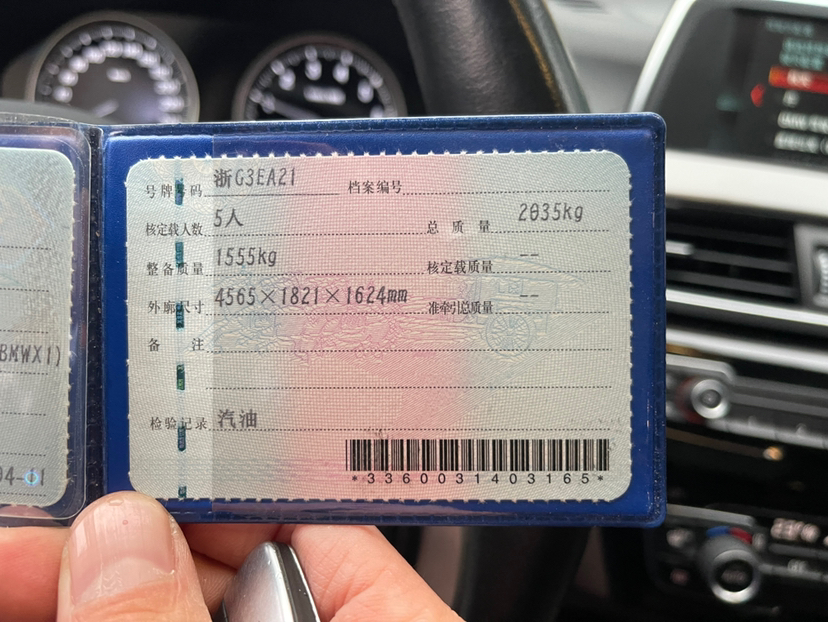 号牌号码 浙G3EA21 档案编号
核定载人数 5人 总质量 2035kg
整备质量 1555kg 核定载质量 --
外廓尺寸 4565×1821×1624mm 准牵引总质量 --
备注
检验记录 汽油
*3360031403165*
BMWX1)
04-